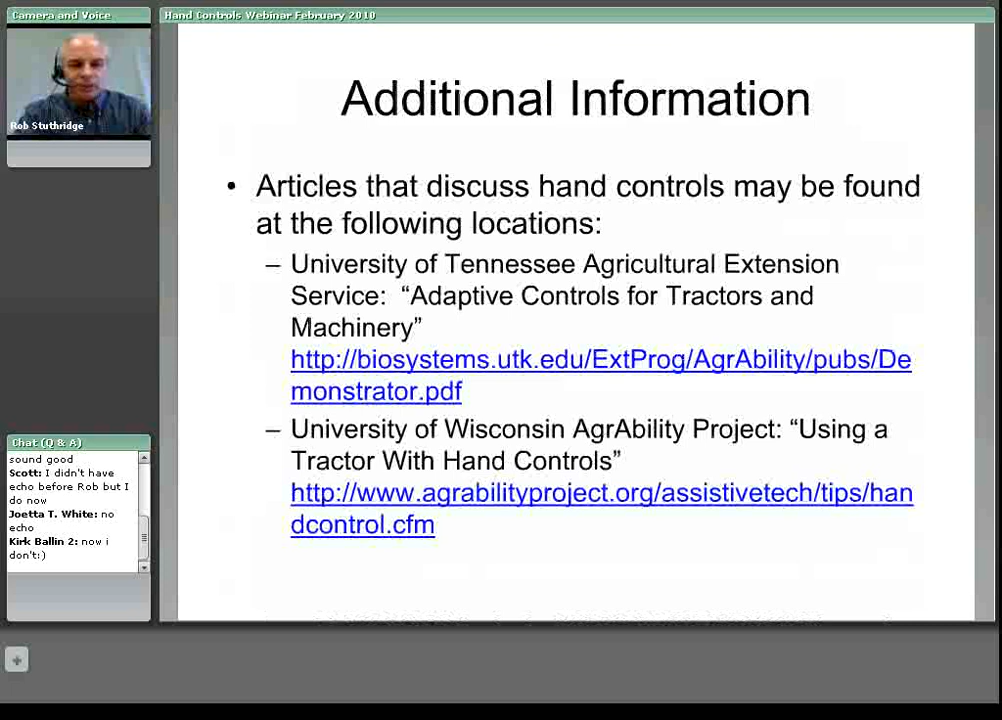 Camera and Voice
Hand Controls Webinar February 2010
Rob Stuthridge
Additional Information
• Articles that discuss hand controls may be found
at the following locations:
– University of Tennessee Agricultural Extension
Service: “Adaptive Controls for Tractors and
Machinery”
http://biosystems.utk.edu/ExtProg/AgrAbility/pubs/De
monstrator.pdf
– University of Wisconsin AgrAbility Project: “Using a
Tractor With Hand Controls”
http://www.agrabilityproject.org/assistivetech/tips/han
dcontrol.cfm
Chat (Q & A)
sound good
Scott: I didn't have
echo before Rob but I
do now
Joetta T. White: no
echo
Kirk Ballin 2: now i
don't:)